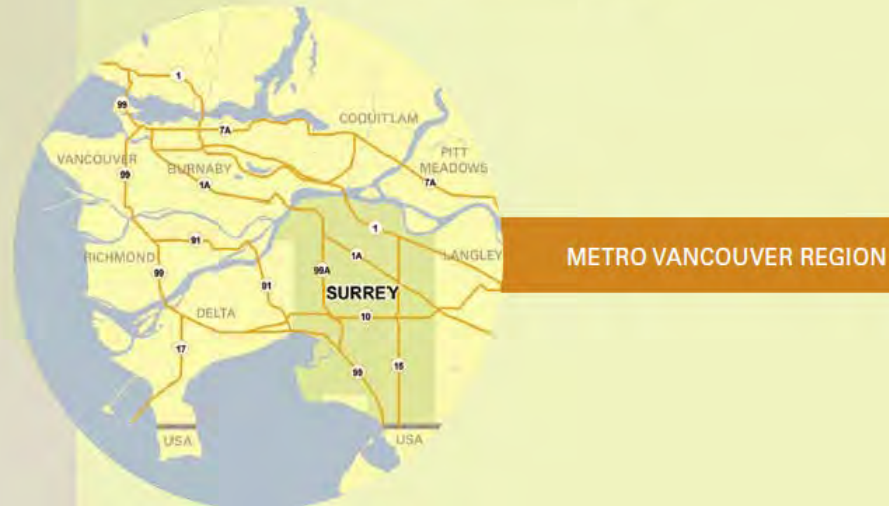 1
99
7A
COQUITLAM
VANCOUVER
BURNABY
PITT
MEADOWS
7A
99
1A
1
91
1A
LANGLEY
METRO VANCOUVER REGION
RICHMOND
99
99A
91
SURREY
DELTA
10
17
99
15
USA
USA